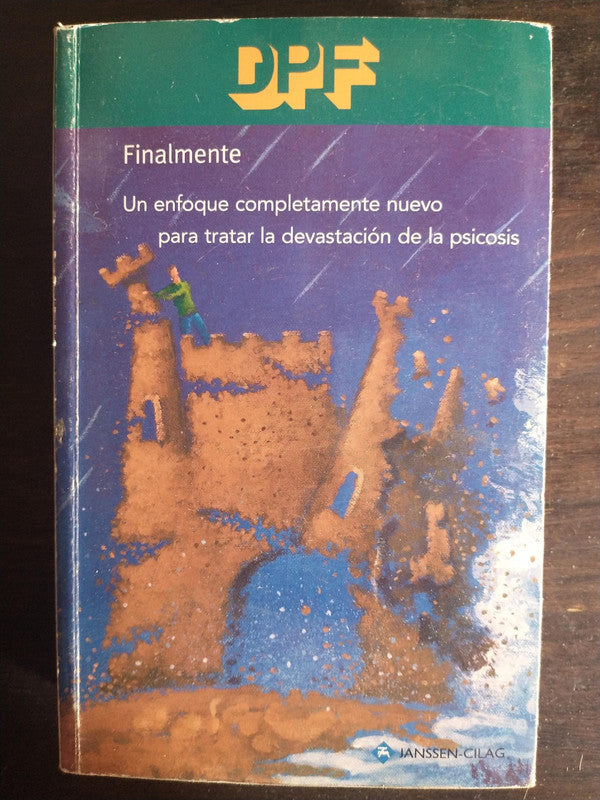 DPF
Finalmente
Un enfoque completamente nuevo
para tratar la devastación de la psicosis
JANSSEN-CILAG